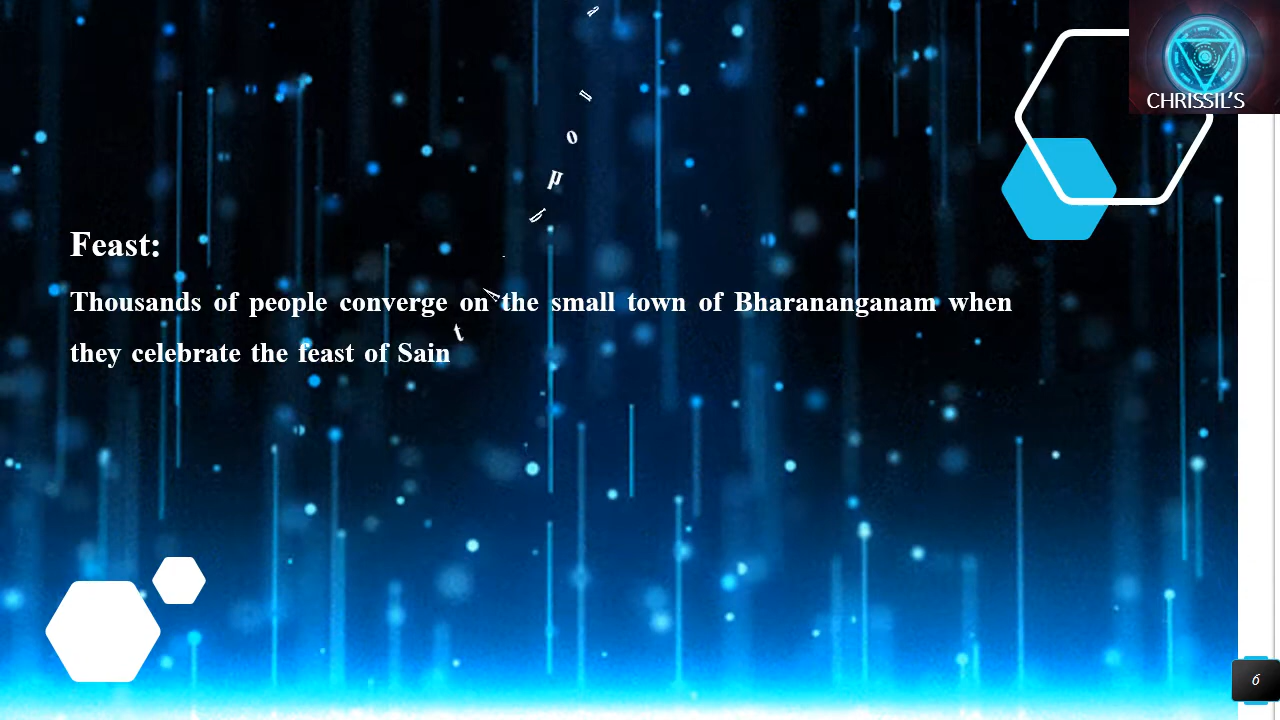 CHRISSIL'S
Feast:
Thousands of people converge on the small town of Bharananganam when
they celebrate the feast of Saint
6